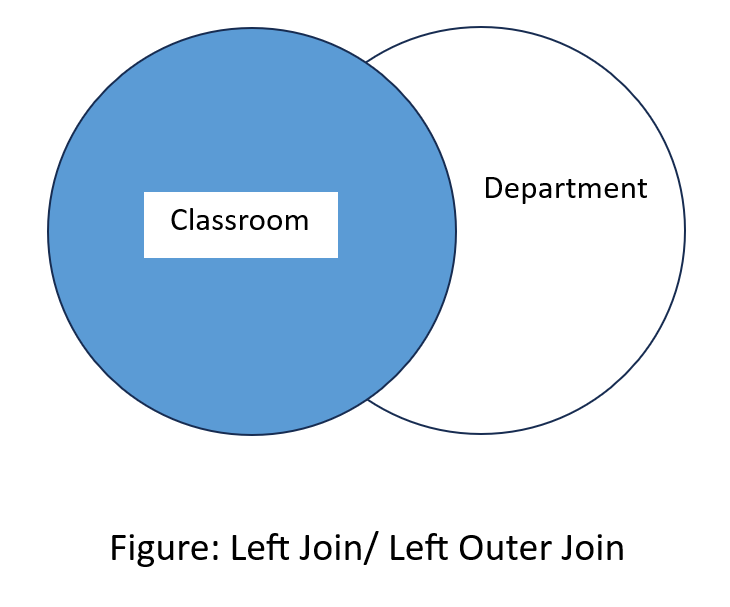 Department
Classroom
Figure: Left Join/ Left Outer Join